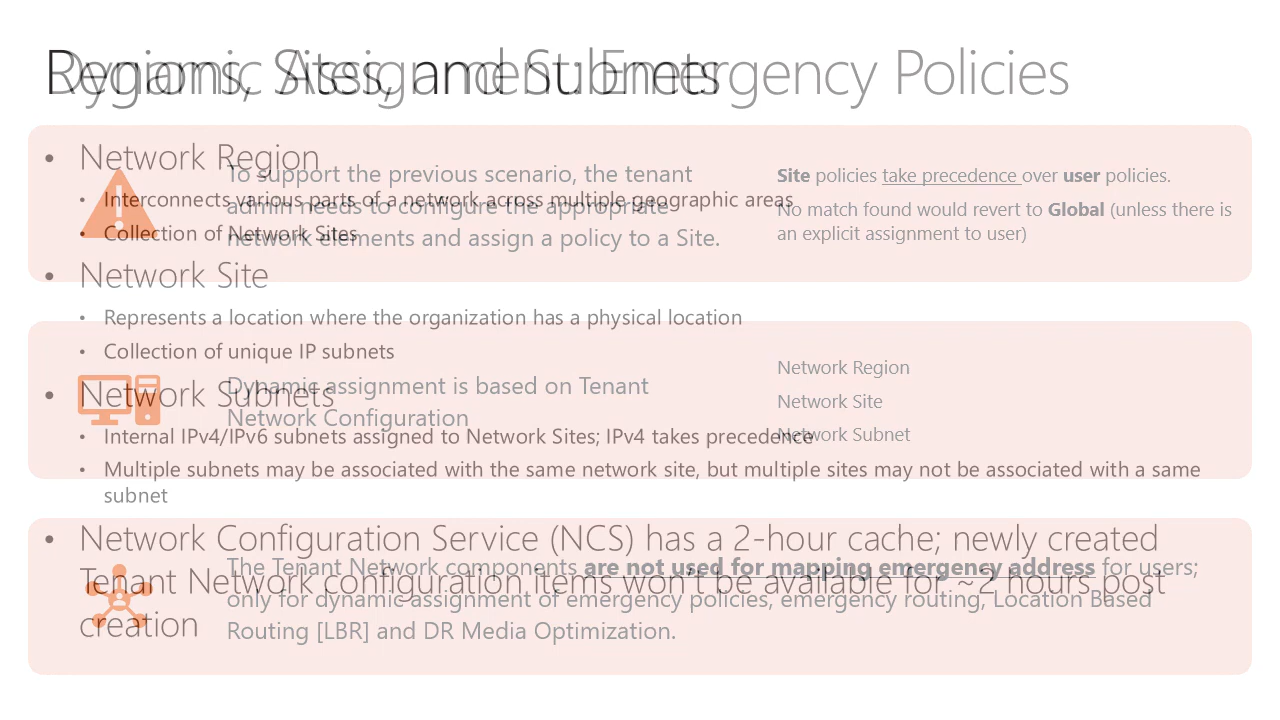 Regions, Sites, and Subnets
Dynamic Assignment: Emergency Policies
• Network Region
• Interconnects various parts of a network across multiple geographic areas
• Collection of Network Sites
• Network Site
• Represents a location where the organization has a physical location
• Collection of unique IP subnets
• Network Subnets
• Internal IPv4/IPv6 subnets assigned to Network Sites; IPv4 takes precedence
• Multiple subnets may be associated with the same network site, but multiple sites may not be associated with a same
subnet
• Network Configuration Service (NCS) has a 2-hour cache; newly created
Tenant Network configuration items won't be available for ~2 hours post
creation
To support the previous scenario, the tenant
admin needs to configure the appropriate
network elements and assign a policy to a Site.
Site policies take precedence over user policies.
No match found would revert to Global (unless there is
an explicit assignment to user)
Dynamic assignment is based on Tenant
Network Configuration
Network Region
Network Site
Network Subnet
The Tenant Network components are not used for mapping emergency address for users;
only for dynamic assignment of emergency policies, emergency routing, Location Based
Routing [LBR] and DR Media Optimization.